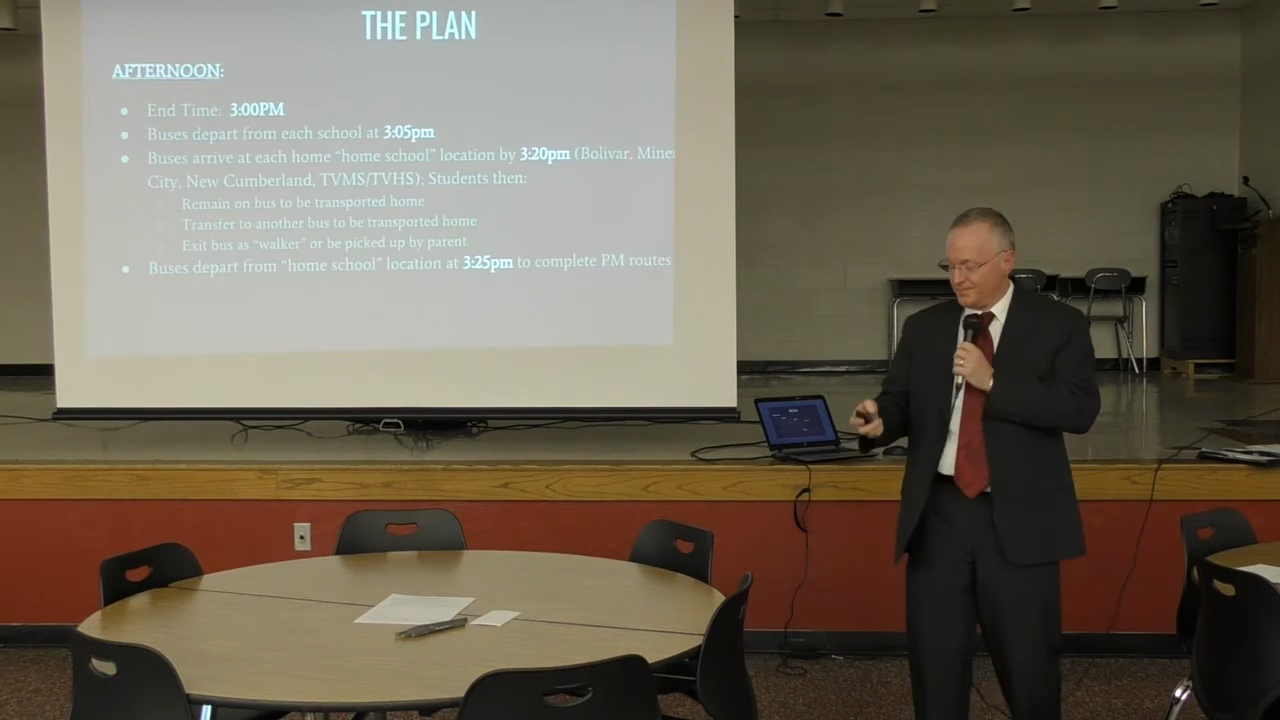 THE PLAN
AFTERNOON:
● End Time: 3:00PM
● Buses depart from each school at 3:05pm
● Buses arrive at each home “home school” location by 3:20pm (Bolivar, Miner
City, New Cumberland, TVMS/TVHS); Students then:
○ Remain on bus to be transported home
○ Transfer to another bus to be transported home
○ Exit bus as “walker” or be picked up by parent
● Buses depart from “home school” location at 3:25pm to complete PM routes